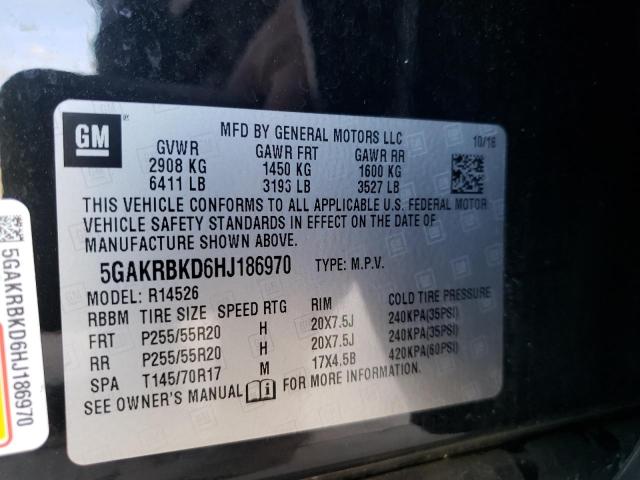 GM
MFD BY GENERAL MOTORS LLC
10/16
GVWR GAWR FRT GAWR RR
2908 KG 1450 KG 1600 KG
6411 LB 3193 LB 3527 LB
THIS VEHICLE CONFORMS TO ALL APPLICABLE U.S. FEDERAL MOTOR
VEHICLE SAFETY STANDARDS IN EFFECT ON THE DATE OF
MANUFACTURE SHOWN ABOVE.
5GAKRBKD6HJ186970 TYPE: M.P.V.
MODEL: R14526
RBBM TIRE SIZE SPEED RTG RIM COLD TIRE PRESSURE
FRT P255/55R20 H 20X7.5J 240KPA(35PSI)
RR P255/55R20 H 20X7.5J 240KPA(35PSI)
SPA T145/70R17 M 17X4.5B 420KPA(60PSI)
SEE OWNER'S MANUAL FOR MORE INFORMATION.
5GAKRBKD6HJ186970